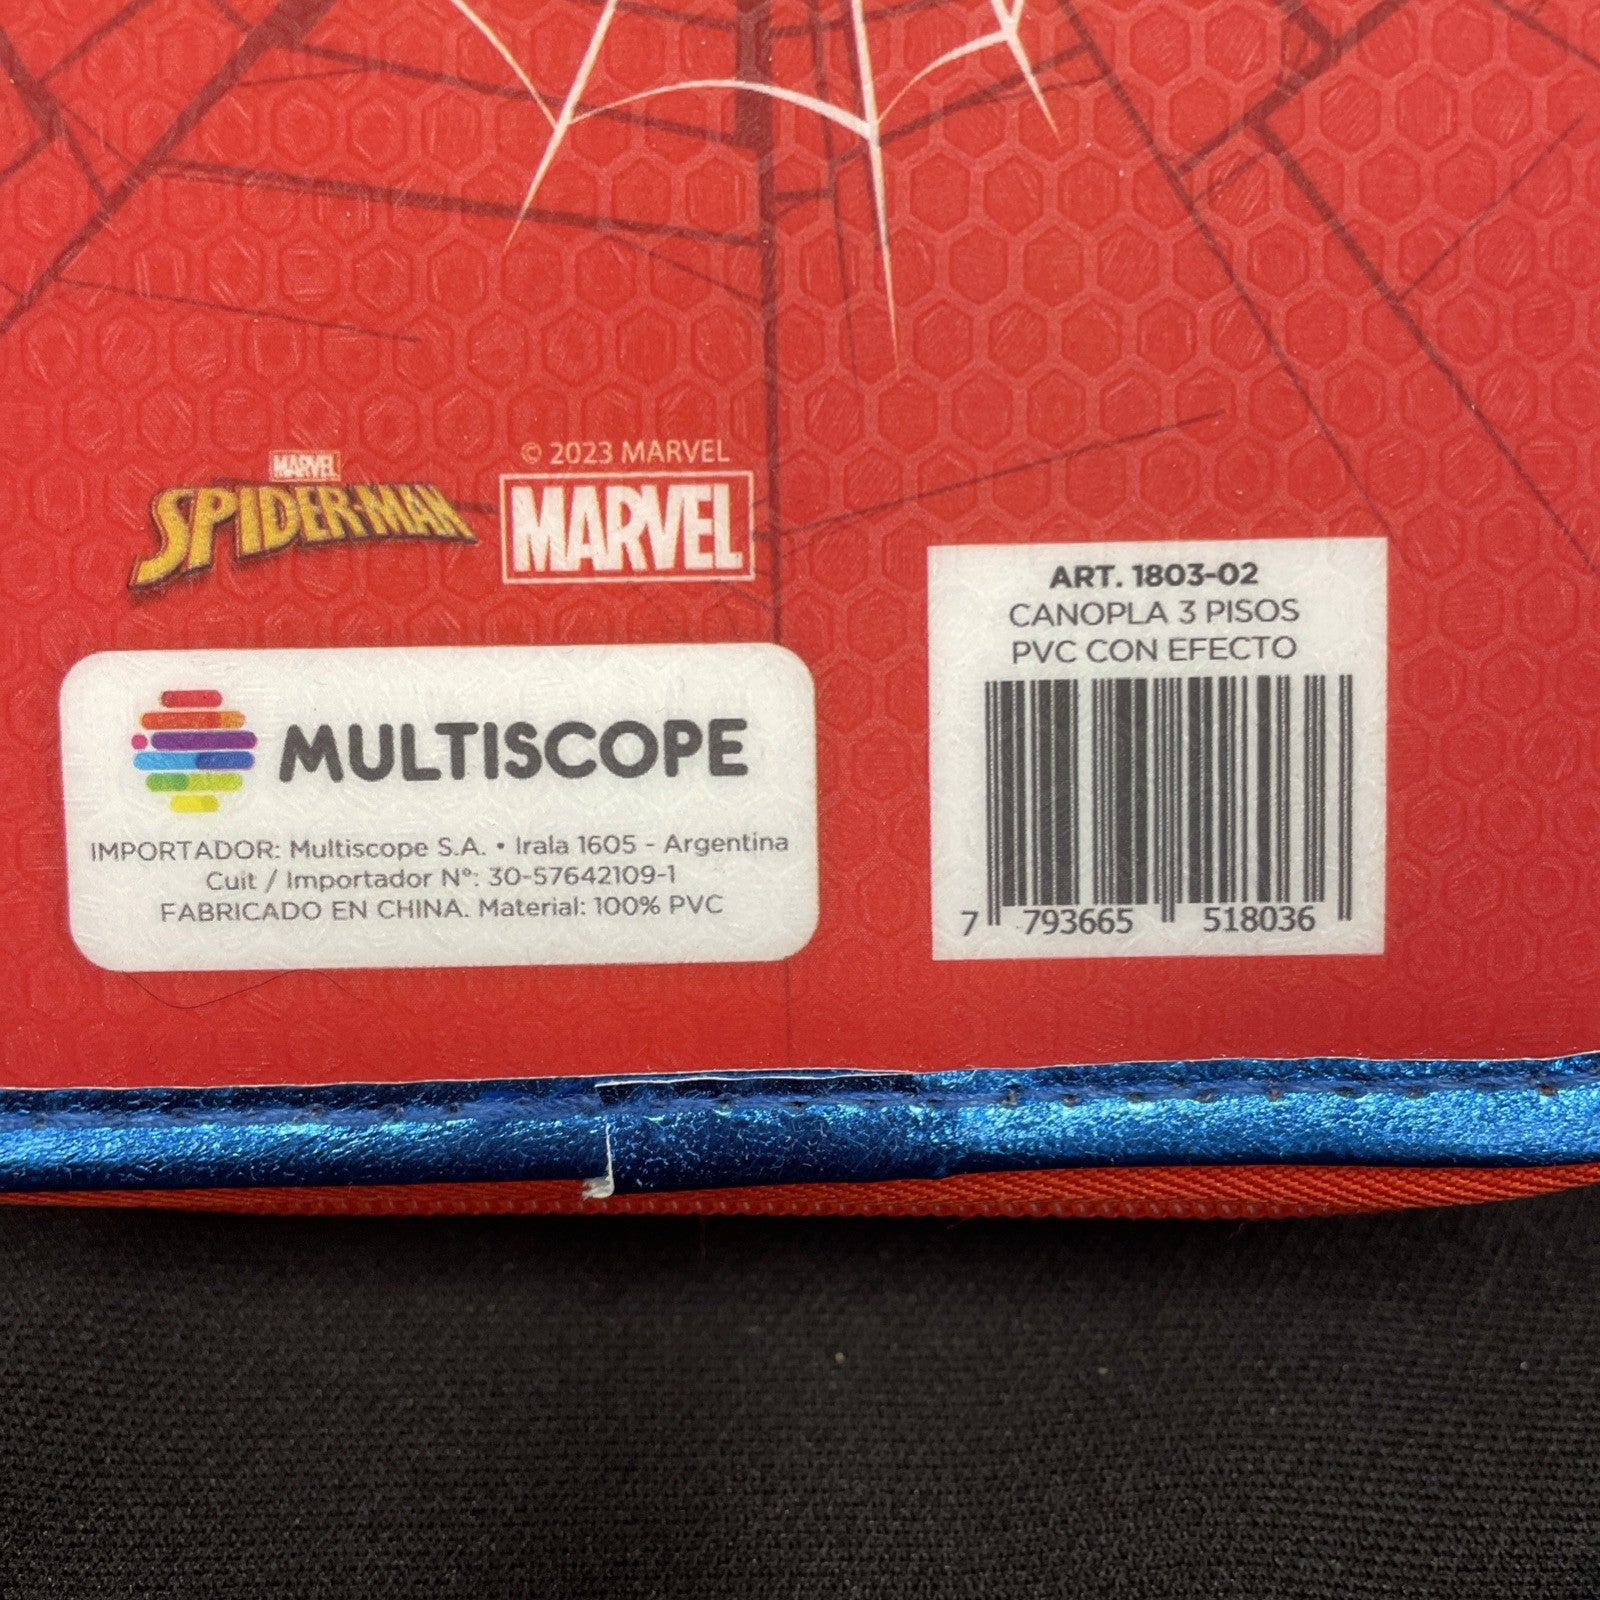 © 2023 MARVEL
MARVEL
SPIDER-MAN
MARVEL
MULTISCOPE
IMPORTADOR: Multiscope S.A. • Irala 1605 - Argentina
Cuit / Importador Nº: 30-57642109-1
FABRICADO EN CHINA. Material: 100% PVC
ART. 1803-02
CANOPLA 3 PISOS
PVC CON EFECTO
7 793665 518036